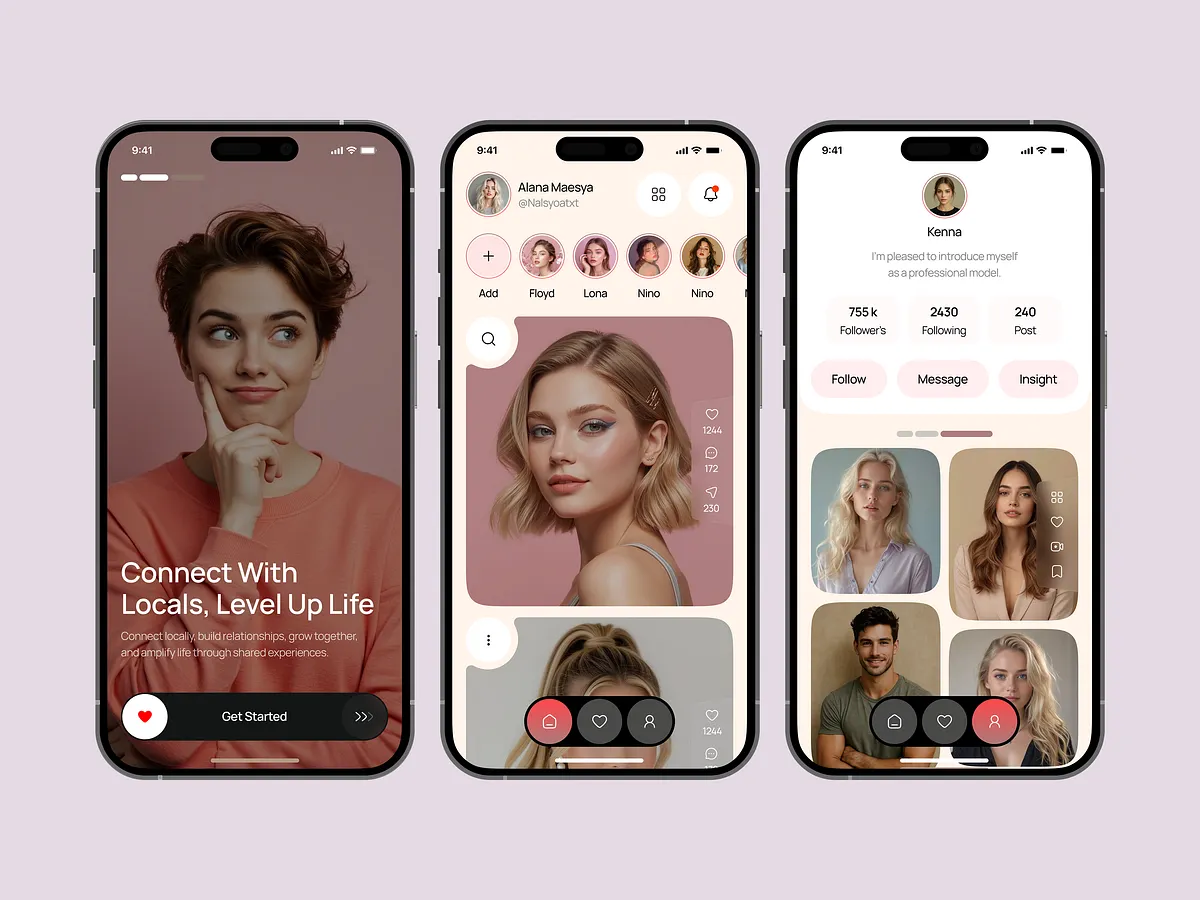 9:41
Connect With
Locals, Level Up Life
Connect locally, build relationships, grow together,
and amplify life through shared experiences.
Get Started
9:41
Alana Maesya
@Nalsyoatxt
Add Floyd Lona Nino Nino
1244
172
230
1244
9:41
Kenna
I'm pleased to introduce myself
as a professional model.
755 k 2430 240
Follower's Following Post
Follow Message Insight